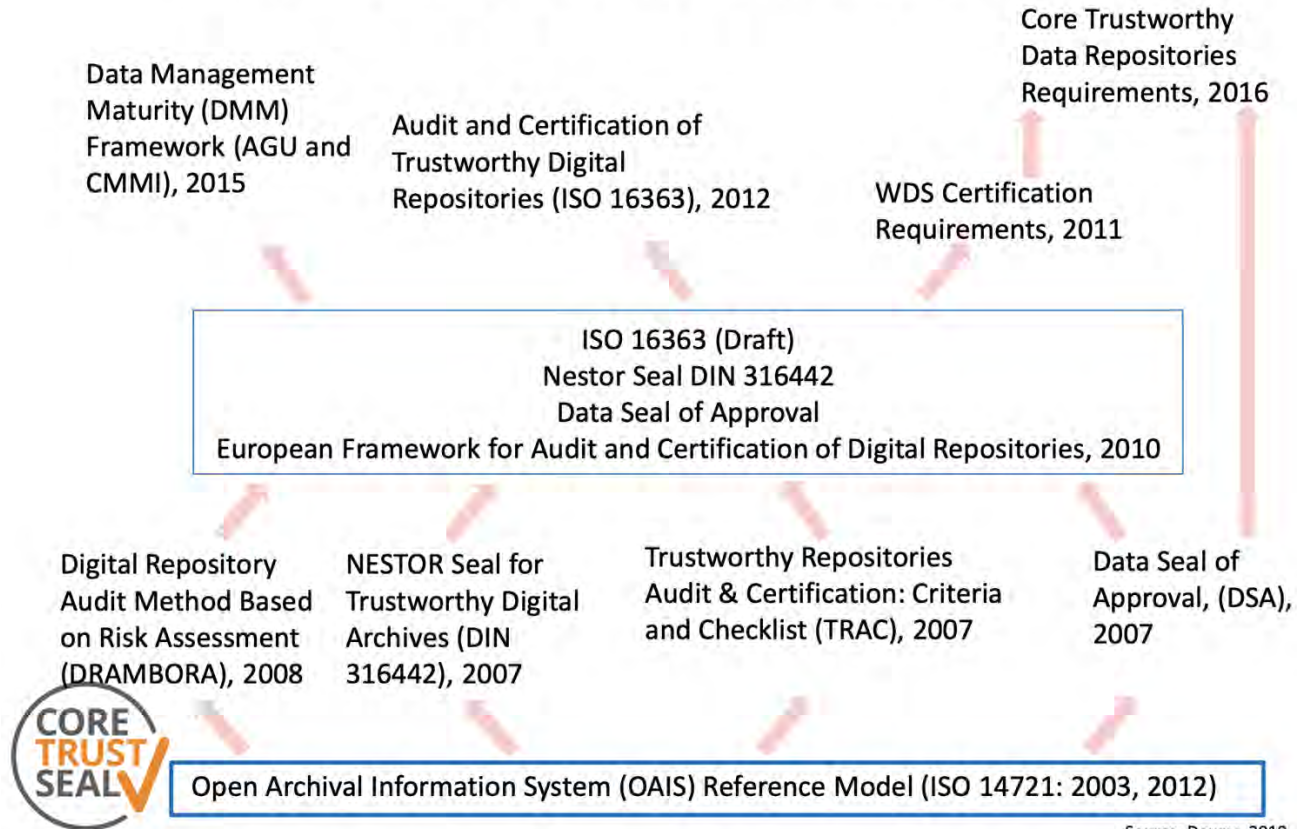 Core Trustworthy
Data Repositories
Requirements, 2016
Data Management
Maturity (DMM)
Framework (AGU and
CMMI), 2015
Audit and Certification of
Trustworthy Digital
Repositories (ISO 16363), 2012
WDS Certification
Requirements, 2011
ISO 16363 (Draft)
Nestor Seal DIN 316442
Data Seal of Approval
European Framework for Audit and Certification of Digital Repositories, 2010
Digital Repository
Audit Method Based
on Risk Assessment
(DRAMBORA), 2008
NESTOR Seal for
Trustworthy Digital
Archives (DIN
316442), 2007
Trustworthy Repositories
Audit & Certification: Criteria
and Checklist (TRAC), 2007
Data Seal of
Approval, (DSA),
2007
CORE
TRUST
SEAL
Open Archival Information System (OAIS) Reference Model (ISO 14721: 2003, 2012)